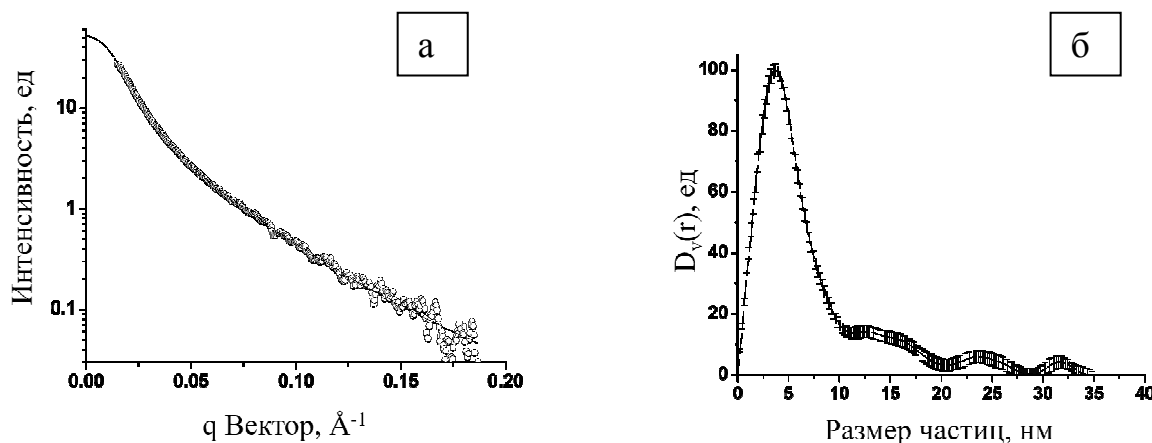 а
Интенсивность, ед
10
1
0.1
0.00 0.05 0.10 0.15 0.20
q Вектор, Å-1
б
Dv(r), ед
100
80
60
40
20
0
0 5 10 15 20 25 30 35 40
Размер частиц, нм